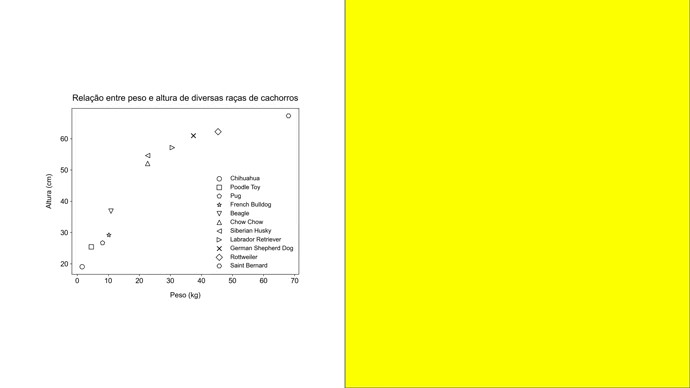 Relação entre peso e altura de diversas raças de cachorros
Altura (cm)
60
50
40
30
20
Chihuahua
Poodle Toy
Pug
French Bulldog
Beagle
Chow Chow
Siberian Husky
Labrador Retriever
German Shepherd Dog
Rottweiler
Saint Bernard
0 10 20 30 40 50 60 70
Peso (kg)